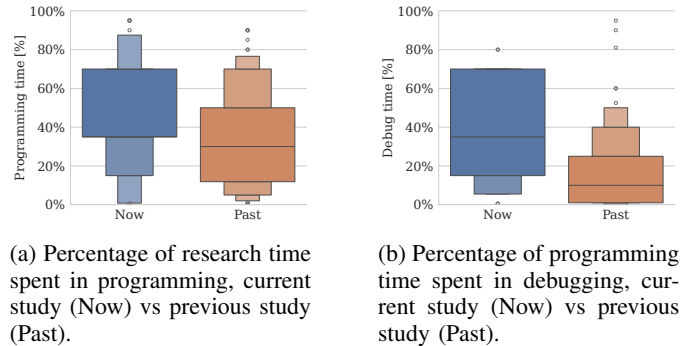 100%
80%
60%
40%
20%
0%
Programming time [%]
Now
Past
100%
80%
60%
40%
20%
0%
Debug time [%]
Now
Past
(a) Percentage of research time
spent in programming, current
study (Now) vs previous study
(Past).
(b) Percentage of programming
time spent in debugging, cur-
rent study (Now) vs previous
study (Past).